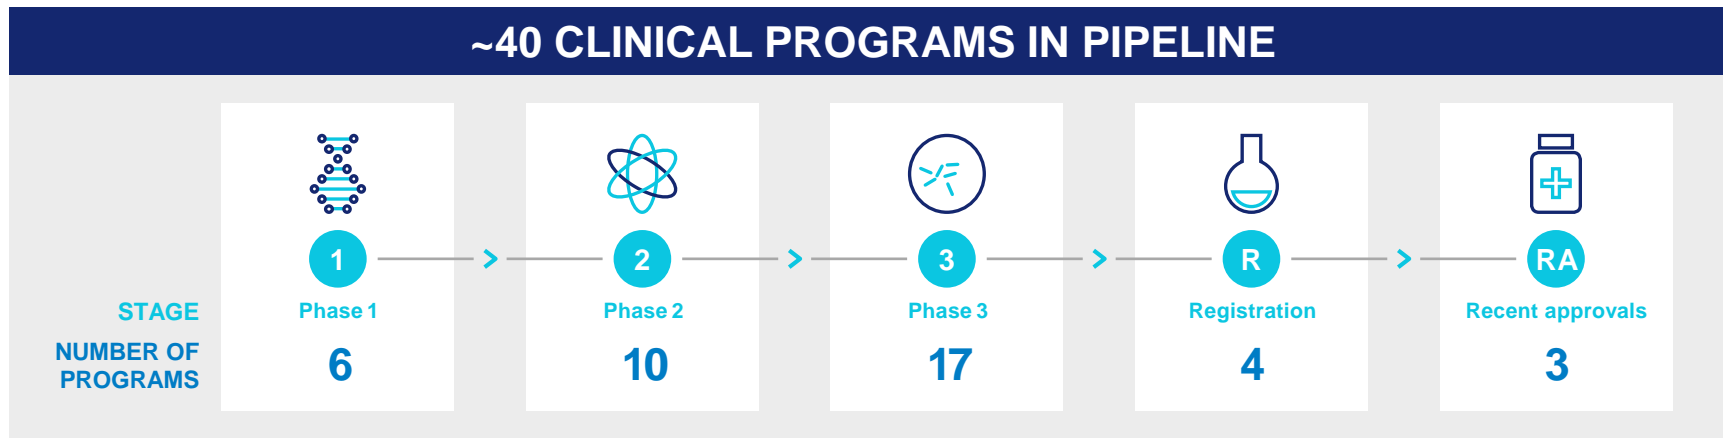 ~40 CLINICAL PROGRAMS IN PIPELINE
1
2
3
R
RA
STAGE
Phase 1
Phase 2
Phase 3
Registration
Recent approvals
NUMBER OF
PROGRAMS
6
10
17
4
3